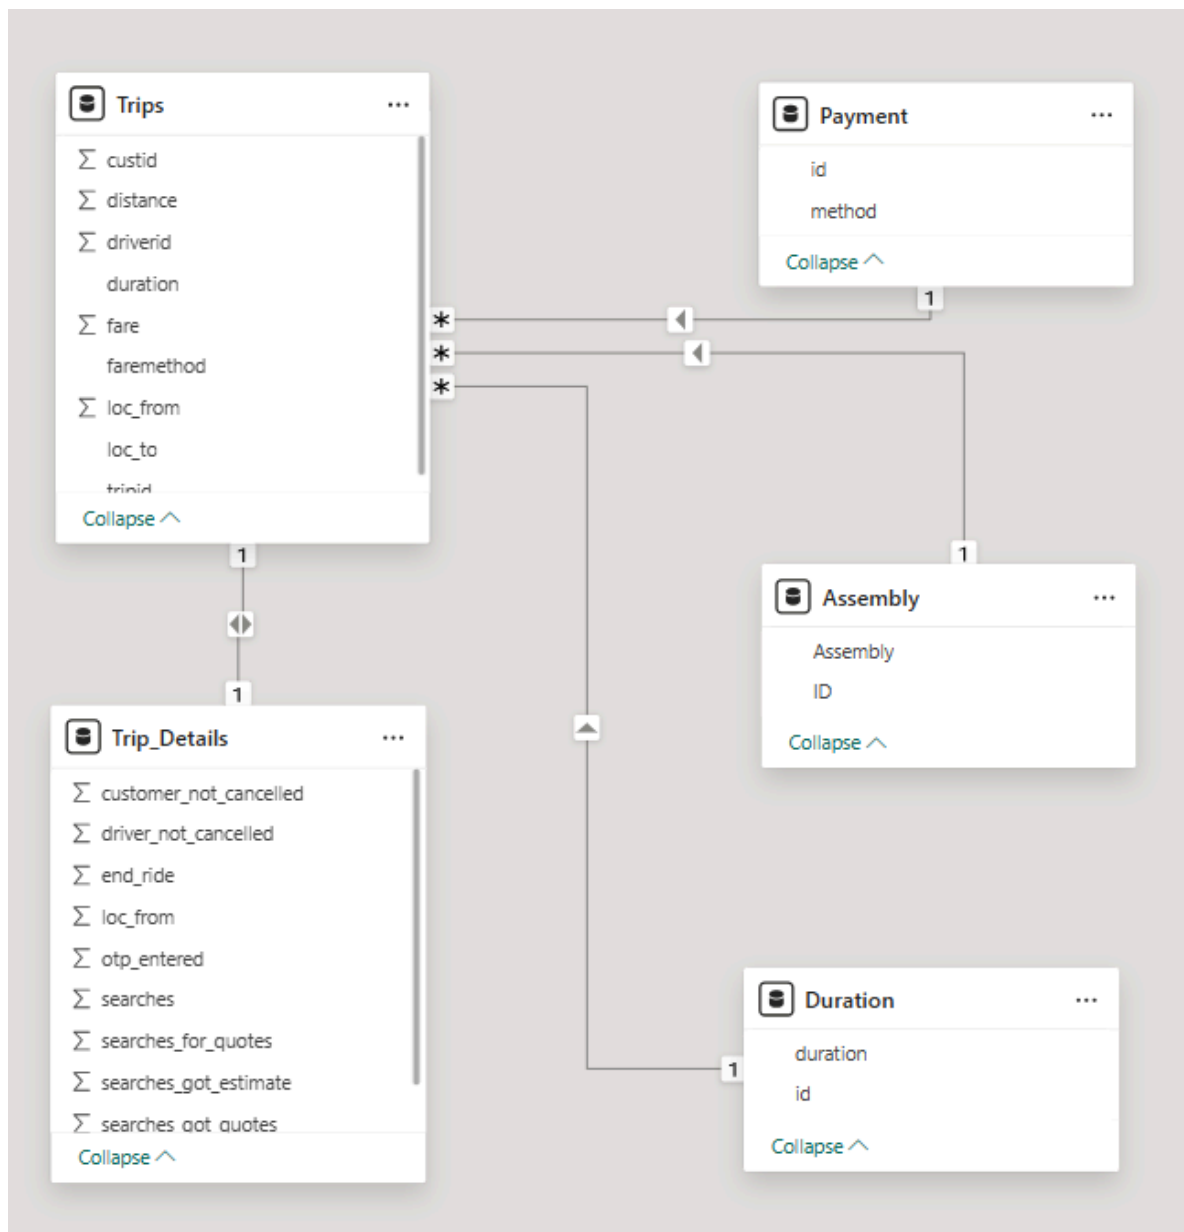 Trips
custid
distance
driverid
duration
fare
faremethod
loc_from
loc_to
tripid
Collapse
Payment
id
method
Collapse
1
*
*
*
1
Assembly
Assembly
ID
Collapse
1
1
Trip_Details
customer_not_cancelled
driver_not_cancelled
end_ride
loc_from
otp_entered
searches
searches_for_quotes
searches_got_estimate
searches_got_quotes
Collapse
1
Duration
duration
id
Collapse